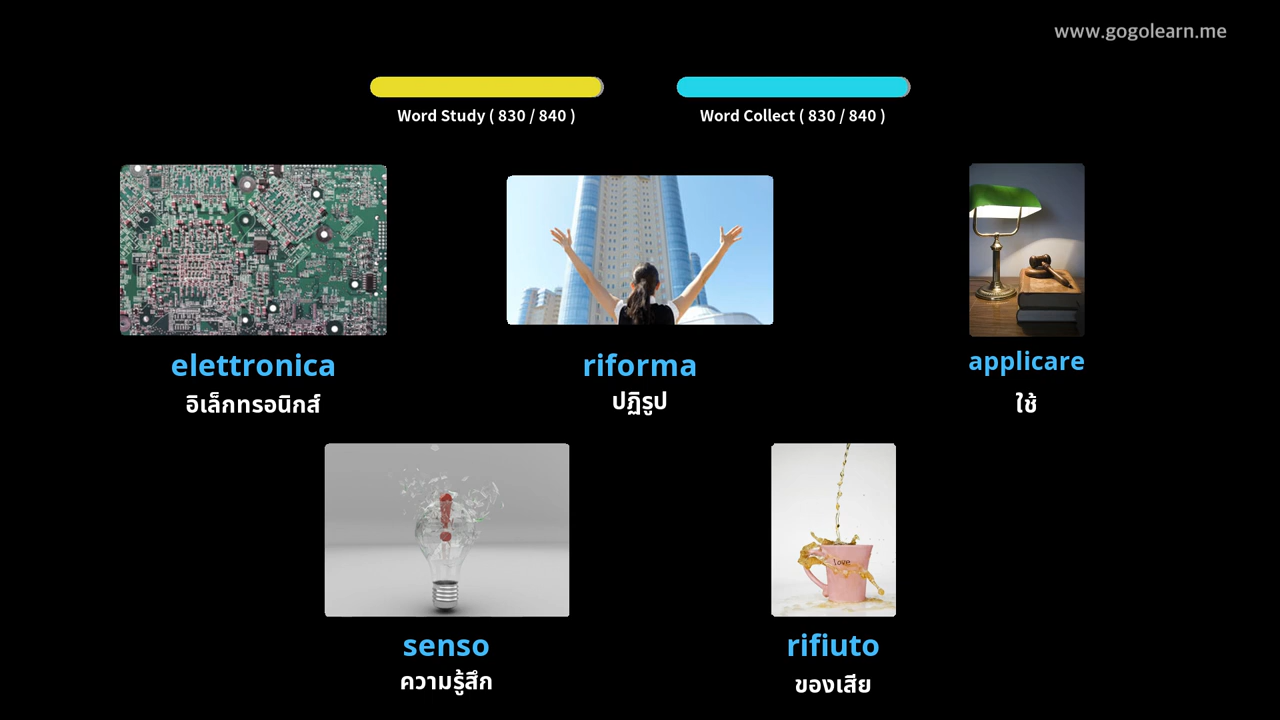 www.gogolearn.me
Word Study ( 830 / 840 )
Word Collect ( 830 / 840 )
elettronica
อิเล็กทรอนิกส์
riforma
ปฏิรูป
applicare
ใช้
senso
ความรู้สึก
love
rifiuto
ของเสีย